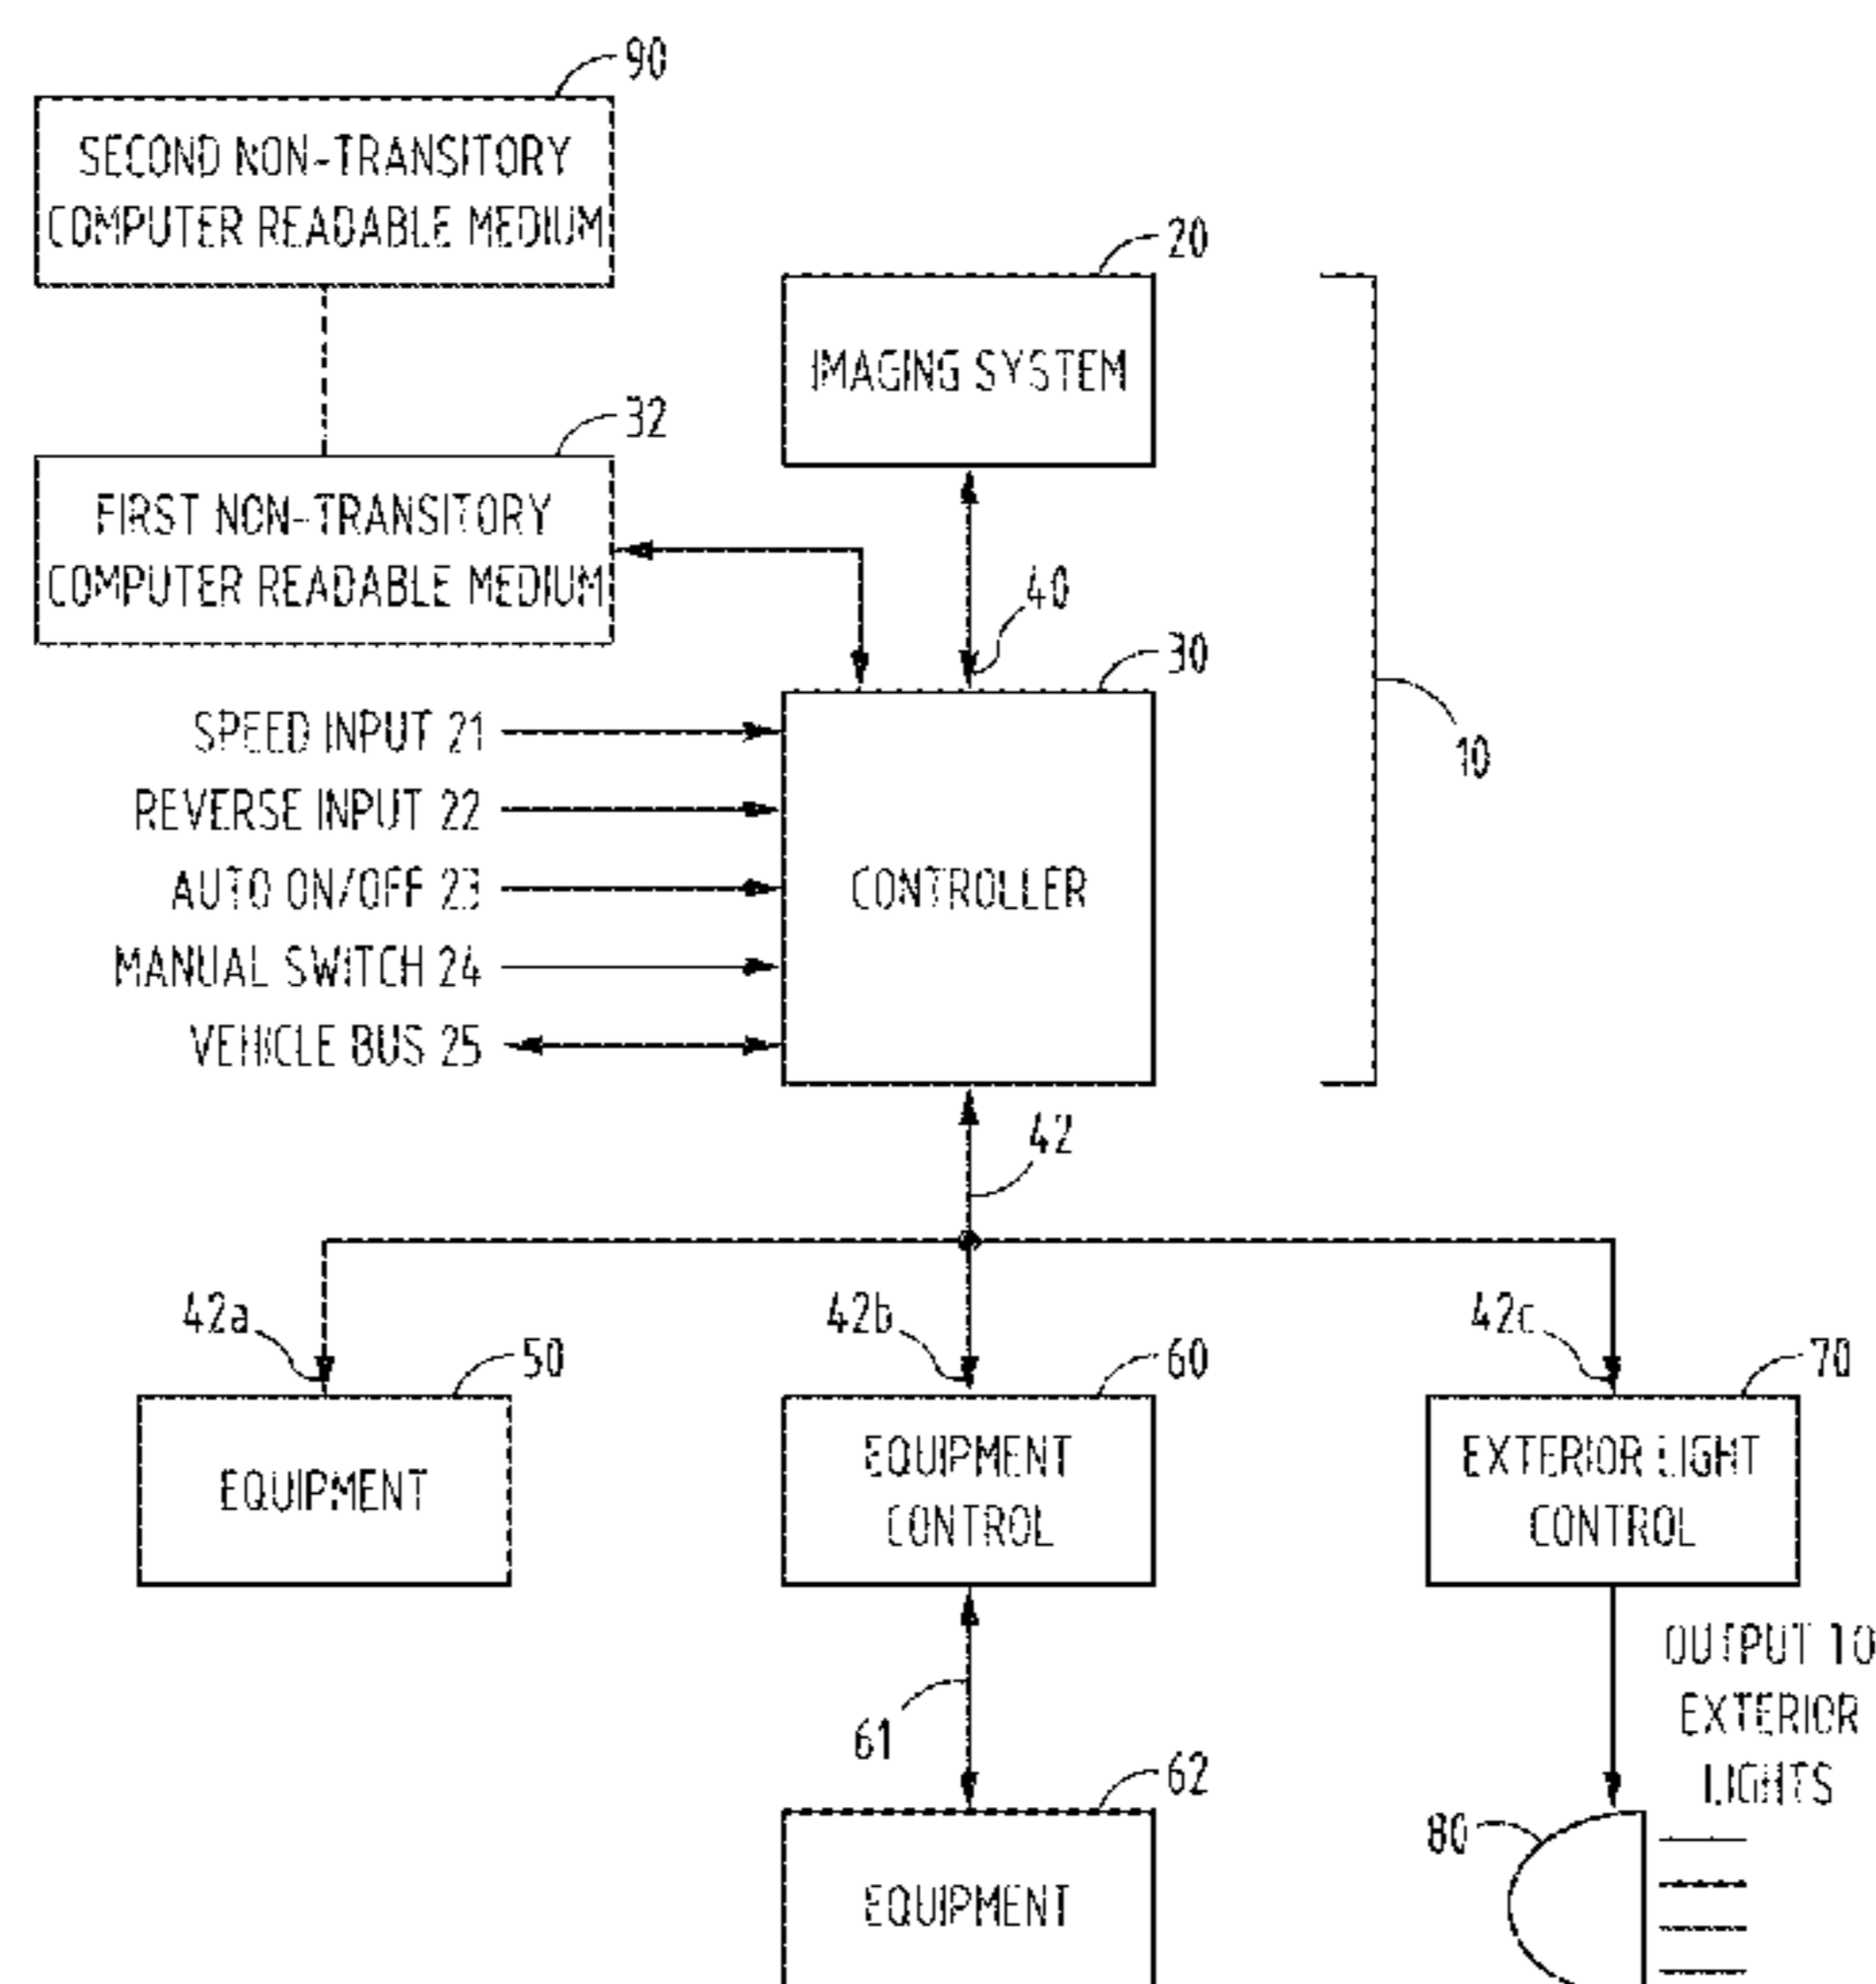 90
SECOND NON-TRANSITORY
COMPUTER READABLE MEDIUM
20
IMAGING SYSTEM
32
FIRST NON-TRANSITORY
COMPUTER READABLE MEDIUM
40
30
10
SPEED INPUT 21
REVERSE INPUT 22
AUTO ON/OFF 23
MANUAL SWITCH 24
VEHICLE BUS 25
CONTROLLER
42
42a
42b
42c
50
60
70
EQUIPMENT
EQUIPMENT
CONTROL
EXTERIOR LIGHT
CONTROL
OUTPUT TO
EXTERIOR
LIGHTS
61
62
80
EQUIPMENT